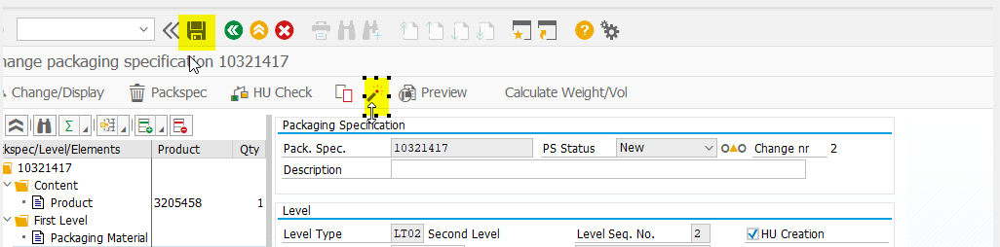 hange packaging specification 10321417
Change/Display Packspec HU Check Preview Calculate Weight/Vol
ckspec/Level/Elements Product Qty
10321417
Content
Product 3205458 1
First Level
Packaging Material
Packaging Specification
Pack. Spec. 10321417 PS Status New Change nr 2
Description
Level
Level Type LT02 Second Level Level Seq. No. 2 HU Creation